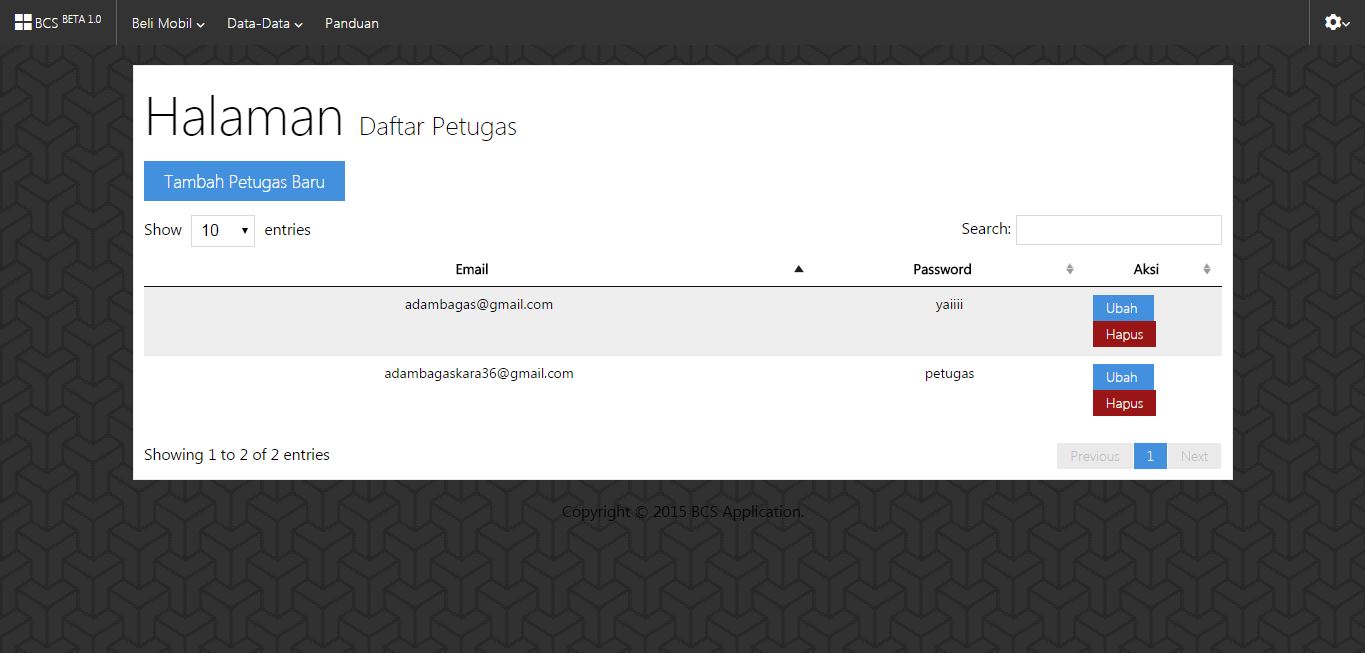 BCS BETA 1.0 Beli Mobil Data-Data Panduan
Halaman Daftar Petugas
Tambah Petugas Baru
Show 10 entries Search:
Email Password Aksi
adambagas@gmail.com yaiiii Ubah
Hapus
adambagaskara36@gmail.com petugas Ubah
Hapus
Showing 1 to 2 of 2 entries Previous 1 Next
Copyright © 2015 BCS Application.